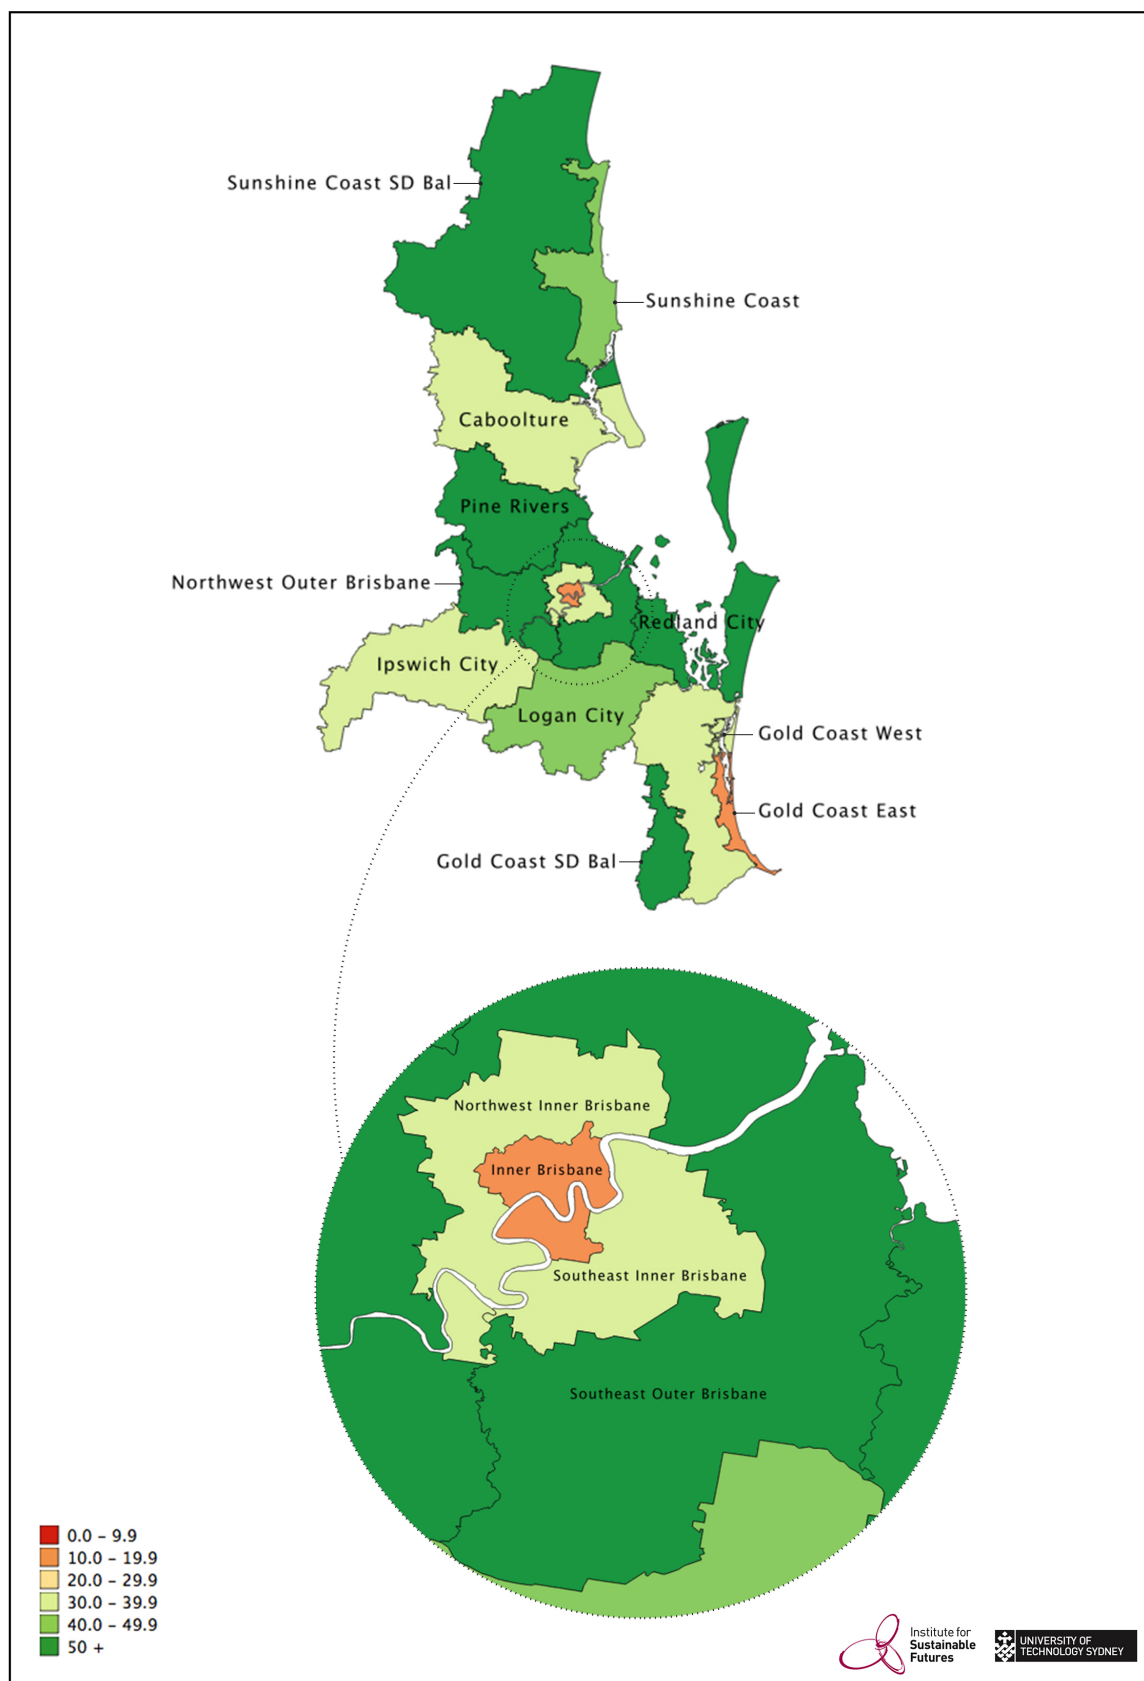 Sunshine Coast SD Bal
Sunshine Coast
Caboolture
Pine Rivers
Northwest Outer Brisbane
Redland City
Ipswich City
Logan City
Gold Coast West
Gold Coast East
Gold Coast SD Bal
Northwest Inner Brisbane
Inner Brisbane
Southeast Inner Brisbane
Southeast Outer Brisbane
0.0 – 9.9
10.0 – 19.9
20.0 – 29.9
30.0 – 39.9
40.0 – 49.9
50 +
Institute for
Sustainable
Futures
UNIVERSITY OF
TECHNOLOGY SYDNEY